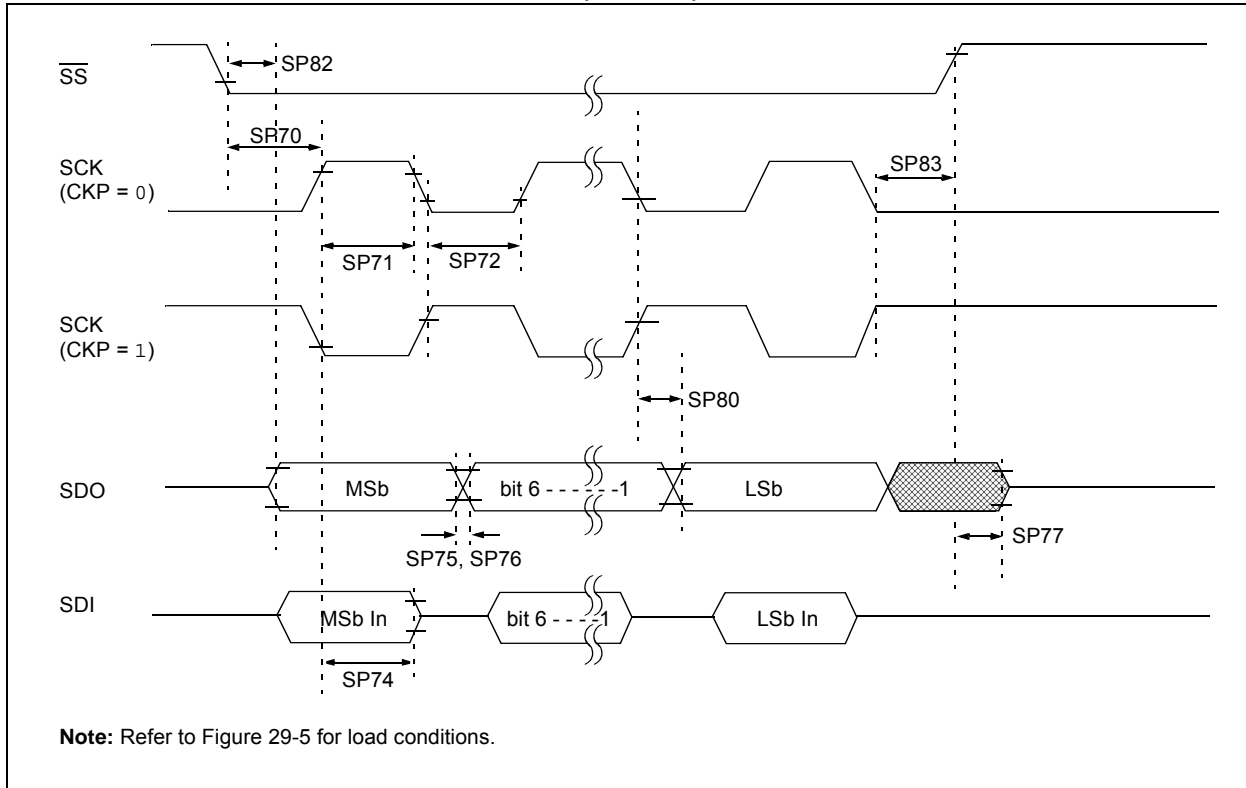 SS
SP82
SP70
SCK
(CKP = 0)
SP83
SP71
SP72
SCK
(CKP = 1)
SP80
SDO
MSb
bit 6 - - - - - -1
LSb
SP75, SP76
SP77
SDI
MSb In
bit 6 - - - -1
LSb In
SP74
Note: Refer to Figure 29-5 for load conditions.